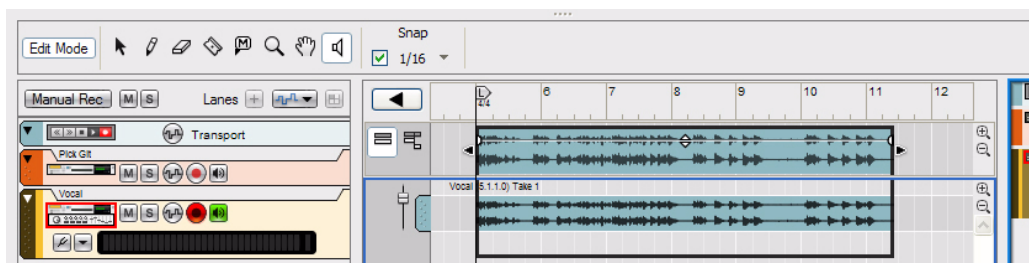 Edit Mode
Snap
1/16
Manual Rec M S Lanes
L 6 7 8 9 10 11 12
4/4
Transport
Pick Git
M S
Vocal
M S
Vocal (5.1.1.0) Take 1